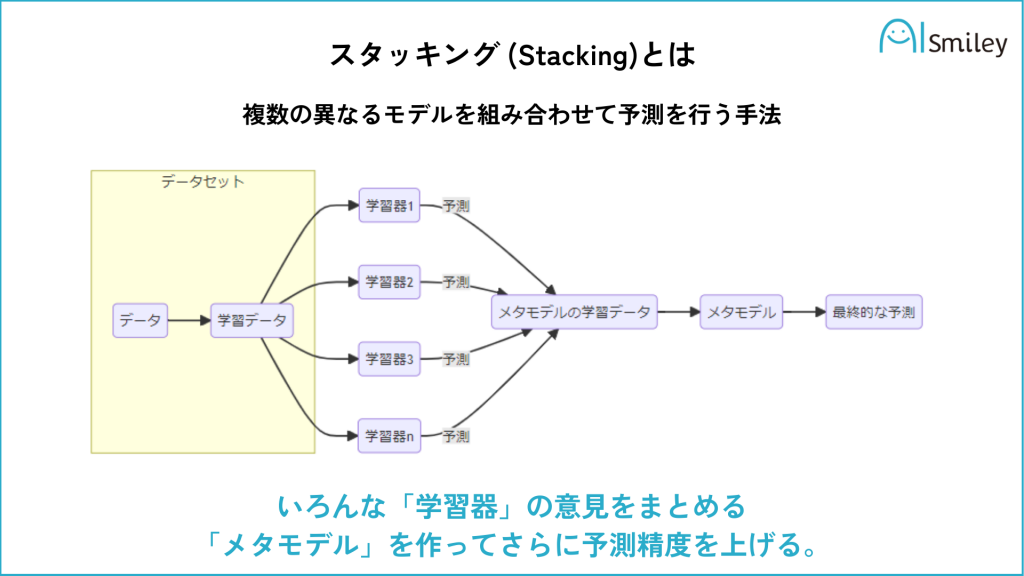 AI Smiley
スタッキング (Stacking)とは
複数の異なるモデルを組み合わせて予測を行う手法
データセット
学習器1
予測
学習器2
予測
データ
学習データ
メタモデルの学習データ
メタモデル
最終的な予測
学習器3
予測
学習器n
予測
いろんな「学習器」の意見をまとめる
「メタモデル」を作ってさらに予測精度を上げる。